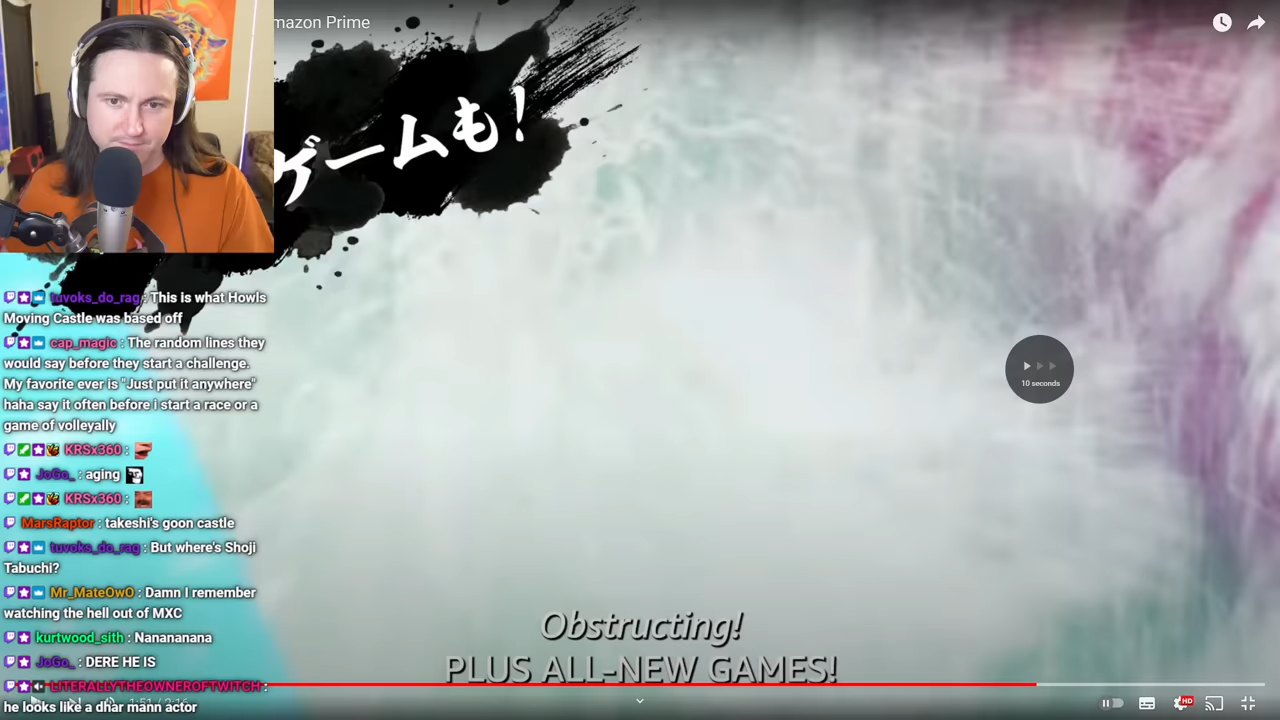 mazon Prime
ゲームも!
tuvoks_do_rag : This is what Howls
Moving Castle was based off
cap_magic : The random lines they
would say before they start a challenge.
My favorite ever is "Just put it anywhere"
haha say it often before i start a race or a
game of volleyally
KRSx360 :
JoGo_ : aging
KRSx360 :
MarsRaptor : takeshi's goon castle
tuvoks_do_rag : But where's Shoji
Tabuchi?
Mr_MateOwO : Damn I remember
watching the hell out of MXC
kurtwood_sith : Nanananana
JoGo_ : DERE HE IS
LITERALLYTHEOWNEROFTWITCH :
he looks like a dhar mann actor
10 seconds
Obstructing!
PLUS ALL-NEW GAMES!
HD